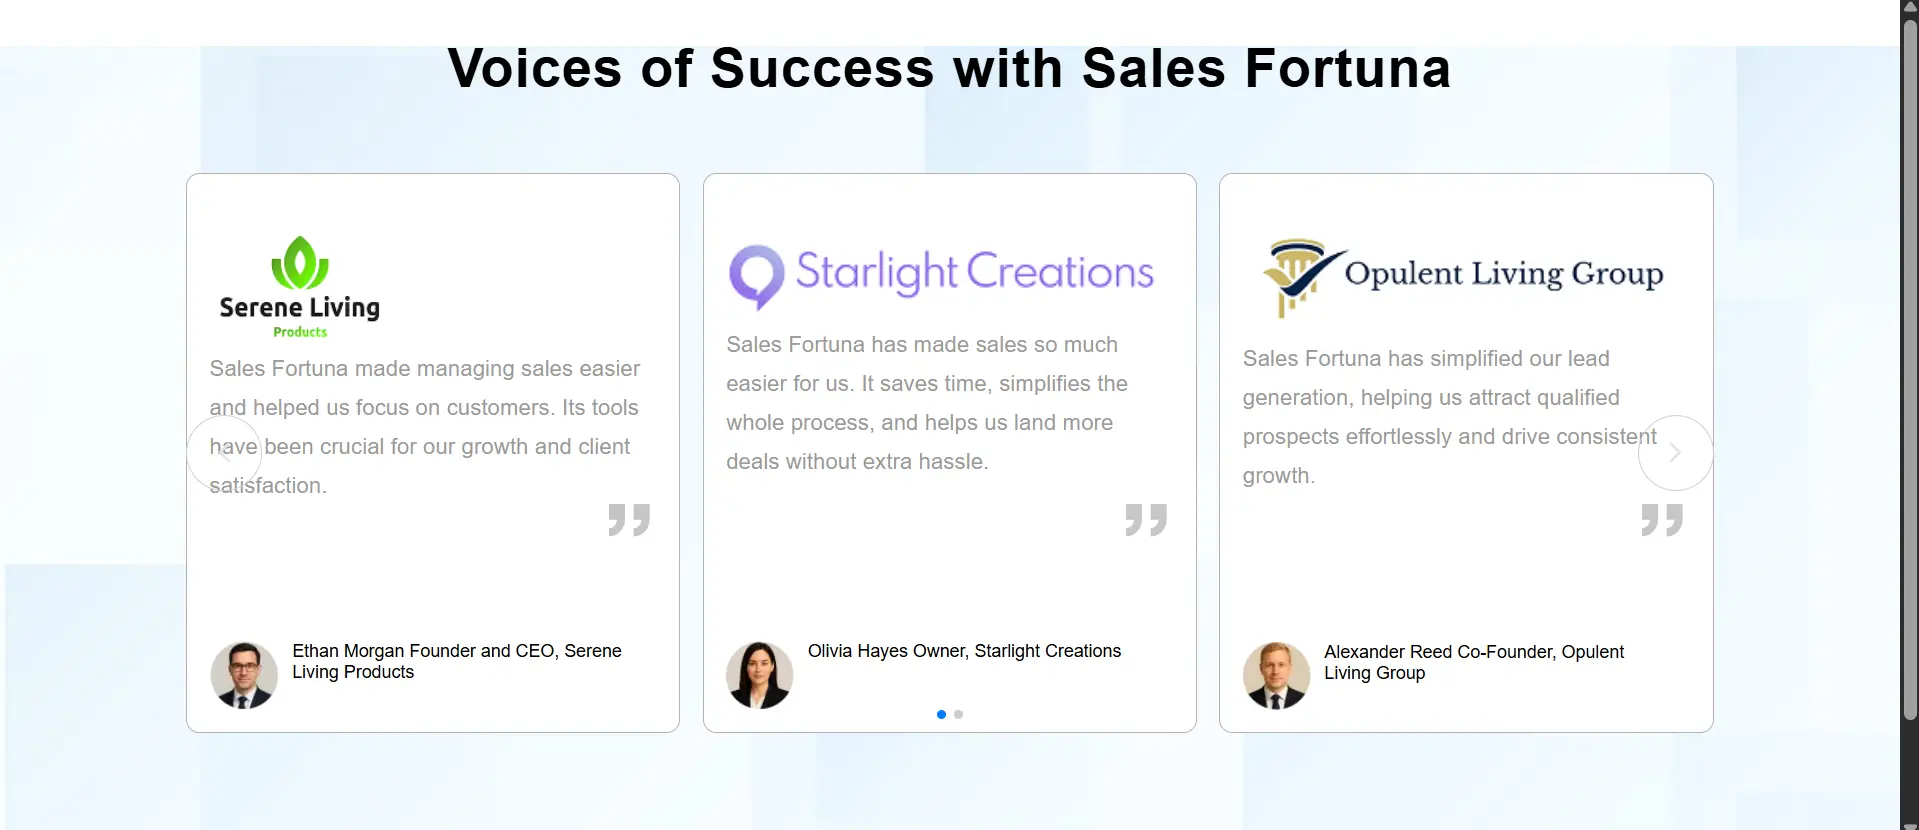 Voices of Success with Sales Fortuna
Serene Living
Products
Sales Fortuna made managing sales easier
and helped us focus on customers. Its tools
have been crucial for our growth and client
satisfaction.
”
Ethan Morgan Founder and CEO, Serene
Living Products
Starlight Creations
Sales Fortuna has made sales so much
easier for us. It saves time, simplifies the
whole process, and helps us land more
deals without extra hassle.
”
Olivia Hayes Owner, Starlight Creations
Opulent Living Group
Sales Fortuna has simplified our lead
generation, helping us attract qualified
prospects effortlessly and drive consistent
growth.
”
Alexander Reed Co-Founder, Opulent
Living Group